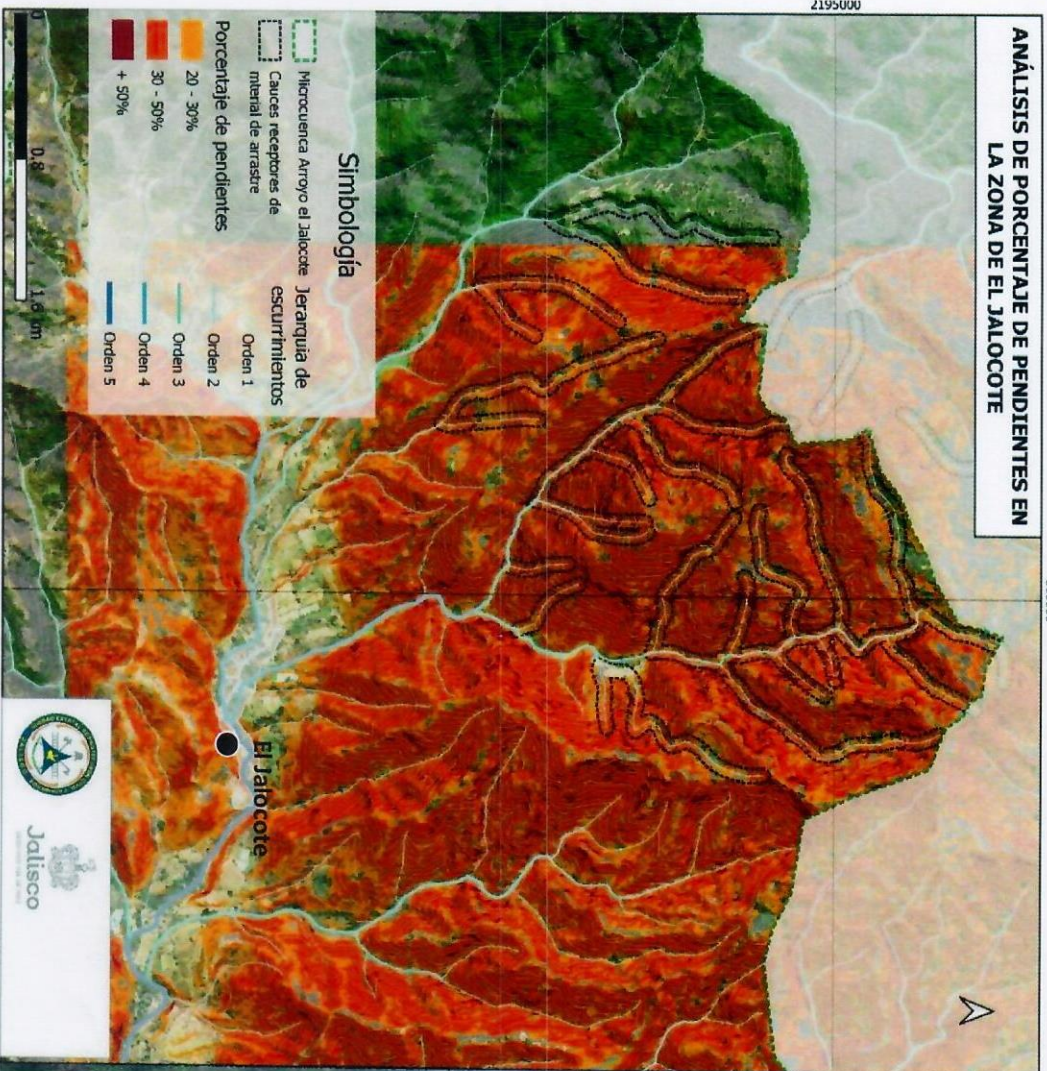 2195000
ANÁLISIS DE PORCENTAJE DE PENDIENTES EN
LA ZONA DE EL JALOCOTE
Simbología
Microcuenca Arroyo el Jalocote
Cauces receptores de
mterial de arrastre
Porcentaje de pendientes
20 - 30%
30 - 50%
+ 50%
Jerarquia de
escurrimientos
Orden 1
Orden 2
Orden 3
Orden 4
Orden 5
0
0.8
1.6 km
El Jalocote
Jalisco